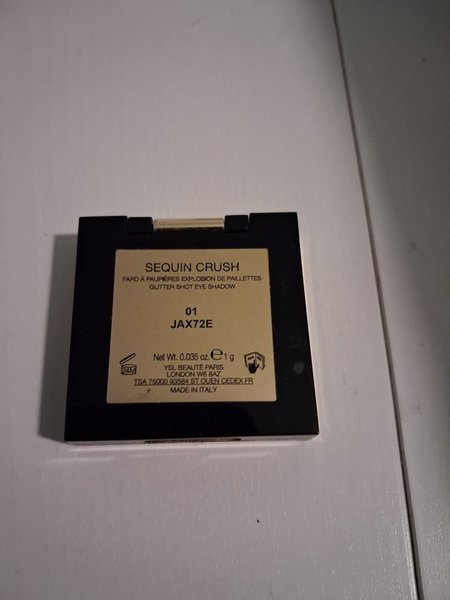 SEQUIN CRUSH
FARD À PAUPIÈRES EXPLOSION DE PAILLETTES
GLITTER SHOT EYE SHADOW
01
JAX72E
Net Wt. 0.035 oz. ℮ 1 g
24M
YSL BEAUTÉ PARIS
LONDON W6 8AZ
TSA 75000 93584 ST OUEN CEDEX FR
MADE IN ITALY